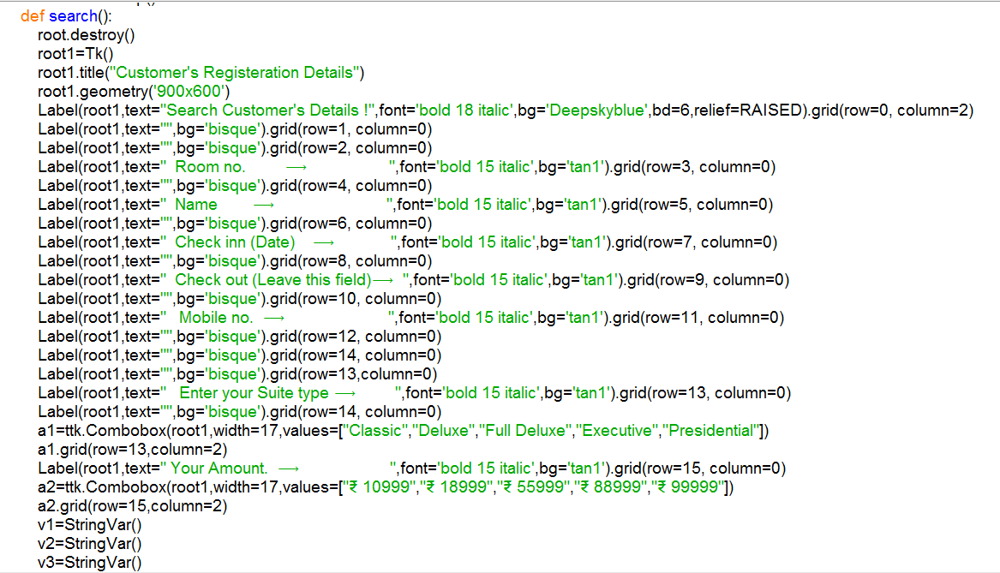 def search():
root.destroy()
root1=Tk()
root1.title("Customer's Registeration Details")
root1.geometry('900x600')
Label(root1,text="Search Customer's Details !",font='bold 18 italic',bg='Deepskyblue',bd=6,relief=RAISED).grid(row=0, column=2)
Label(root1,text="",bg='bisque').grid(row=1, column=0)
Label(root1,text="",bg='bisque').grid(row=2, column=0)
Label(root1,text="  Room no.        ⟶                ",font='bold 15 italic',bg='tan1').grid(row=3, column=0)
Label(root1,text="",bg='bisque').grid(row=4, column=0)
Label(root1,text="  Name       ⟶                      ",font='bold 15 italic',bg='tan1').grid(row=5, column=0)
Label(root1,text="",bg='bisque').grid(row=6, column=0)
Label(root1,text="  Check inn (Date)   ⟶           ",font='bold 15 italic',bg='tan1').grid(row=7, column=0)
Label(root1,text="",bg='bisque').grid(row=8, column=0)
Label(root1,text="  Check out (Leave this field)⟶  ",font='bold 15 italic',bg='tan1').grid(row=9, column=0)
Label(root1,text="",bg='bisque').grid(row=10, column=0)
Label(root1,text="   Mobile no.  ⟶                    ",font='bold 15 italic',bg='tan1').grid(row=11, column=0)
Label(root1,text="",bg='bisque').grid(row=12, column=0)
Label(root1,text="",bg='bisque').grid(row=14, column=0)
Label(root1,text="",bg='bisque').grid(row=13,column=0)
Label(root1,text="   Enter your Suite type ⟶        ",font='bold 15 italic',bg='tan1').grid(row=13, column=0)
Label(root1,text="",bg='bisque').grid(row=14, column=0)
a1=ttk.Combobox(root1,width=17,values=["Classic","Deluxe","Full Deluxe","Executive","Presidential"])
a1.grid(row=13,column=2)
Label(root1,text=" Your Amount.  ⟶                  ",font='bold 15 italic',bg='tan1').grid(row=15, column=0)
a2=ttk.Combobox(root1,width=17,values=["₹ 10999","₹ 18999","₹ 55999","₹ 88999","₹ 99999"])
a2.grid(row=15,column=2)
v1=StringVar()
v2=StringVar()
v3=StringVar()